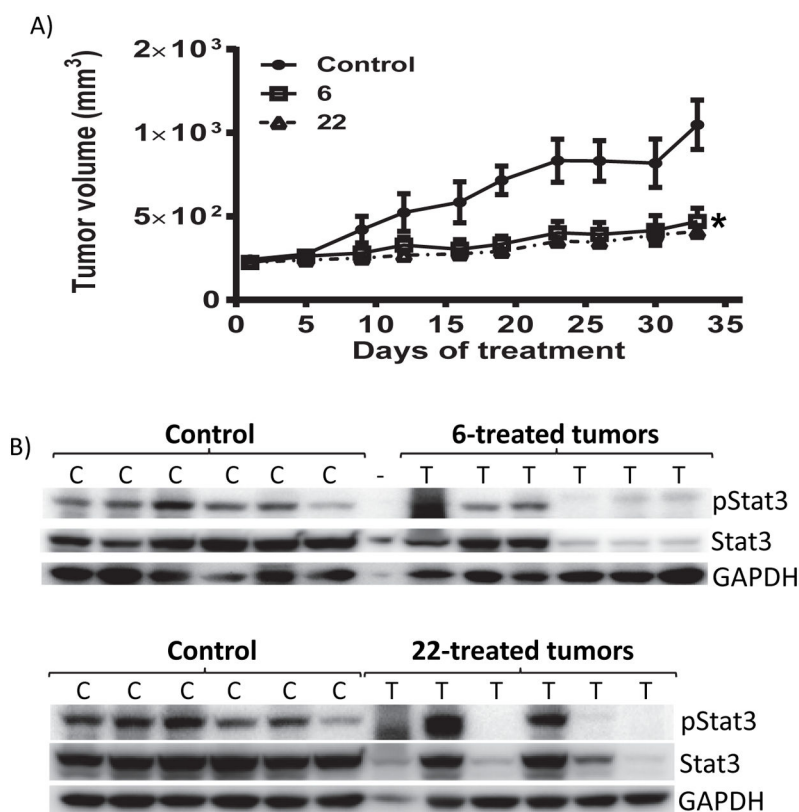 A)
Tumor volume (mm³)
2× 10³
1× 10³
5× 10²
0
Control
6
22
*
0 5 10 15 20 25 30 35
Days of treatment
B)
Control 6-treated tumors
C C C C C C - T T T T T T
pStat3
Stat3
GAPDH
Control 22-treated tumors
C C C C C C T T T T T T
pStat3
Stat3
GAPDH